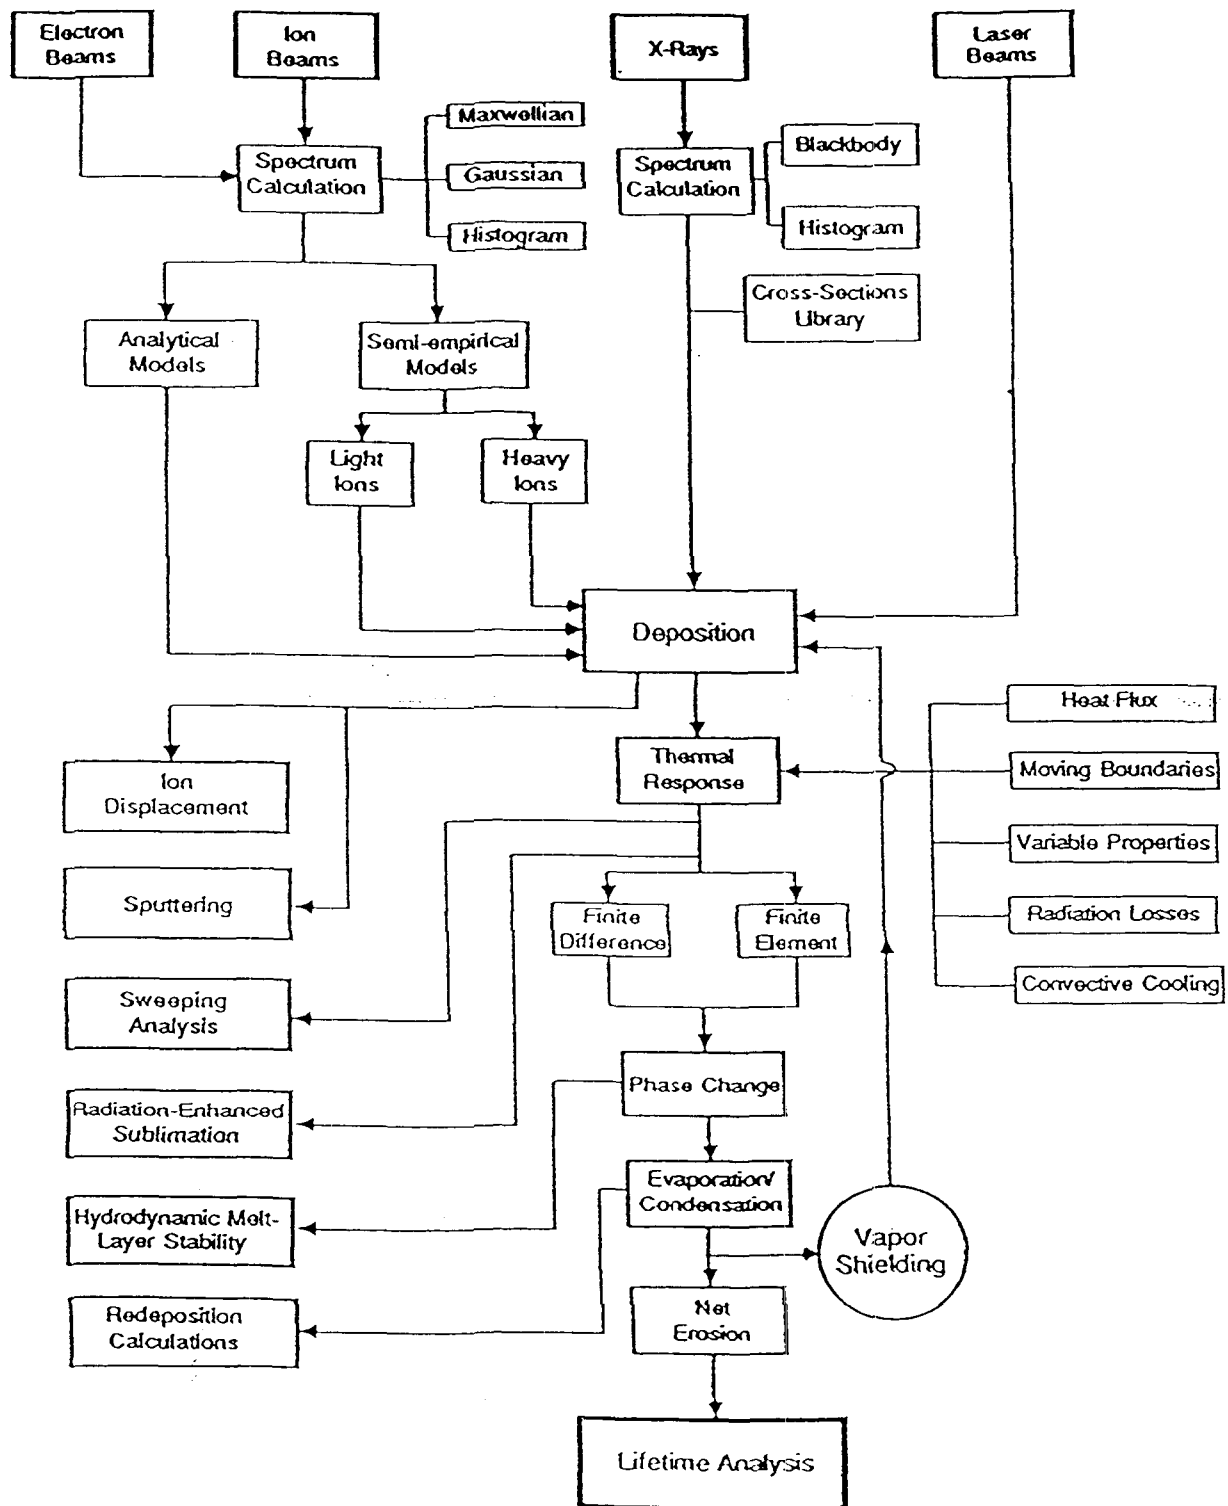 Electron
Beams
Ion
Beams
X-Rays
Laser
Beams
Maxwellian
Spectrum
Calculation
Gaussian
Histogram
Spectrum
Calculation
Blackbody
Histogram
Cross-Sections
Library
Analytical
Models
Semi-empirical
Models
Light
Ions
Heavy
Ions
Deposition
Heat Flux
Thermal
Response
Moving Boundaries
Ion
Displacement
Variable Properties
Sputtering
Finite
Difference
Finite
Element
Radiation Losses
Convective Cooling
Sweeping
Analysis
Phase Change
Radiation-Enhanced
Sublimation
Evaporation/
Condensation
Hydrodynamic Melt-
Layer Stability
Vapor
Shielding
Redeposition
Calculations
Net
Erosion
Lifetime Analysis